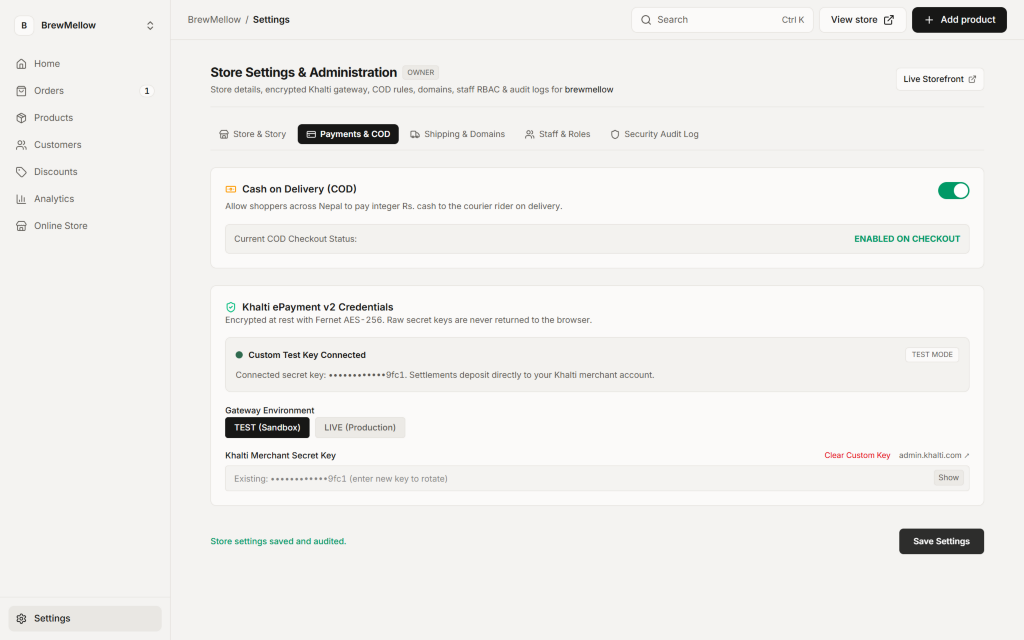 B BrewMellow
Home
Orders 1
Products
Customers
Discounts
Analytics
Online Store
Settings
BrewMellow / Settings
Search Ctrl K
View store
+ Add product
Store Settings & Administration OWNER
Store details, encrypted Khalti gateway, COD rules, domains, staff RBAC & audit logs for brewmellow
Live Storefront
Store & Story Payments & COD Shipping & Domains Staff & Roles Security Audit Log
Cash on Delivery (COD)
Allow shoppers across Nepal to pay integer Rs. cash to the courier rider on delivery.
Current COD Checkout Status: ENABLED ON CHECKOUT
Khalti ePayment v2 Credentials
Encrypted at rest with Fernet AES-256. Raw secret keys are never returned to the browser.
Custom Test Key Connected TEST MODE
Connected secret key: ••••••••••••9fc1. Settlements deposit directly to your Khalti merchant account.
Gateway Environment
TEST (Sandbox) LIVE (Production)
Khalti Merchant Secret Key Clear Custom Key admin.khalti.com ↗
Existing: ••••••••••••9fc1 (enter new key to rotate) Show
Store settings saved and audited. Save Settings